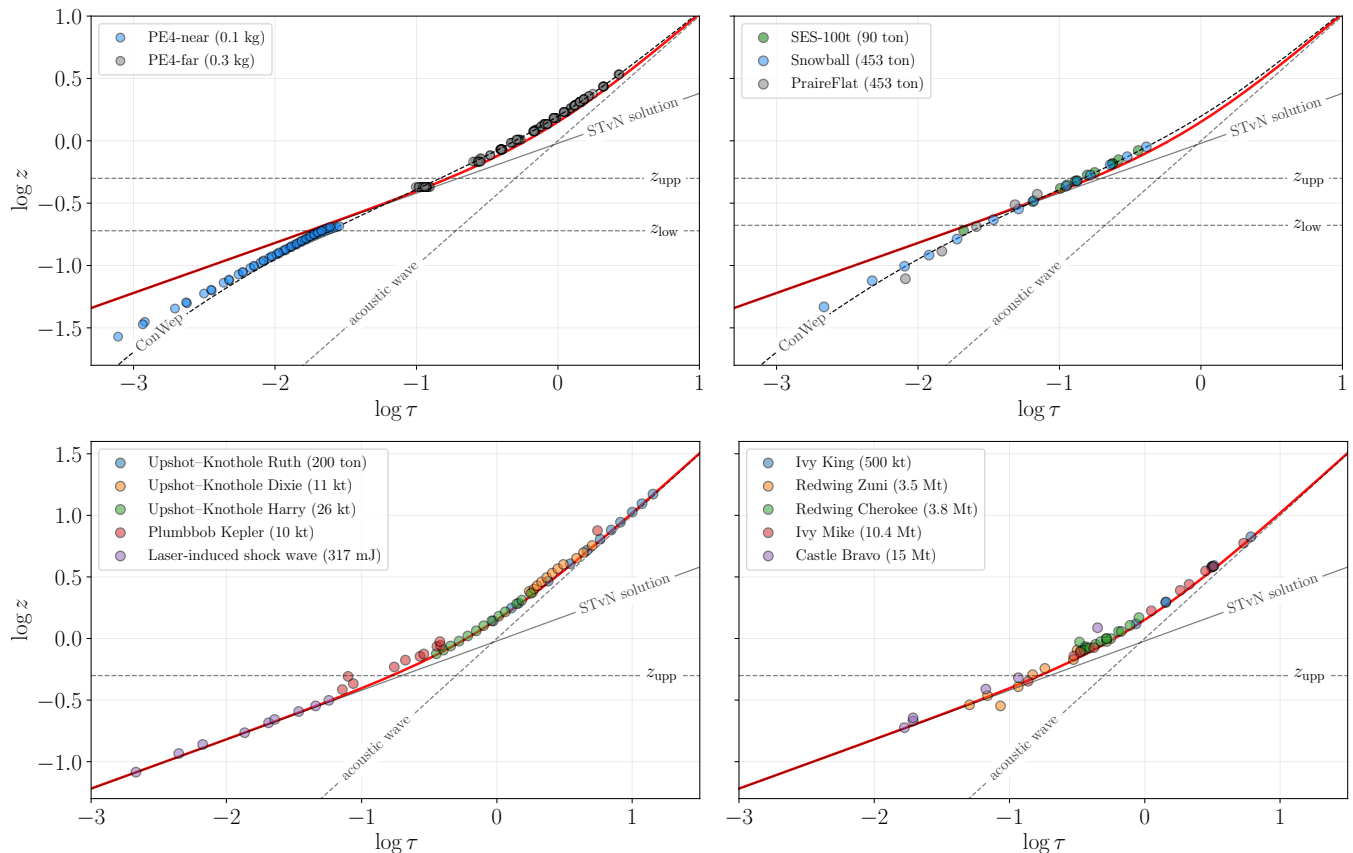 PE4-near (0.1 kg)
PE4-far (0.3 kg)
STvN solution
z_upp
z_low
acoustic wave
ConWep
1.0
0.5
0.0
−0.5
−1.0
−1.5
log z
−3
−2
−1
0
1
log τ
SES-100t (90 ton)
Snowball (453 ton)
PraireFlat (453 ton)
STvN solution
z_upp
z_low
acoustic wave
ConWep
−3
−2
−1
0
1
log τ
Upshot–Knothole Ruth (200 ton)
Upshot–Knothole Dixie (11 kt)
Upshot–Knothole Harry (26 kt)
Plumbbob Kepler (10 kt)
Laser-induced shock wave (317 mJ)
STvN solution
z_upp
acoustic wave
1.5
1.0
0.5
0.0
−0.5
−1.0
log z
−3
−2
−1
0
1
log τ
Ivy King (500 kt)
Redwing Zuni (3.5 Mt)
Redwing Cherokee (3.8 Mt)
Ivy Mike (10.4 Mt)
Castle Bravo (15 Mt)
STvN solution
z_upp
acoustic wave
−3
−2
−1
0
1
log τ